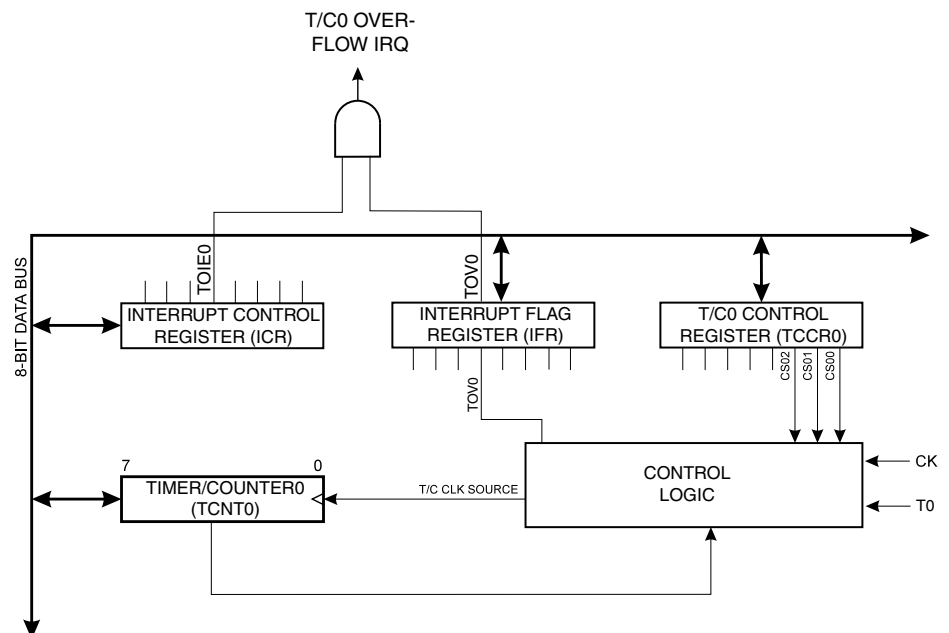 T/C0 OVER-
FLOW IRQ
8-BIT DATA BUS
TOIE0
TOV0
INTERRUPT CONTROL
REGISTER (ICR)
INTERRUPT FLAG
REGISTER (IFR)
T/C0 CONTROL
REGISTER (TCCR0)
TOV0
CS02
CS01
CS00
7
0
TIMER/COUNTER0
(TCNT0)
T/C CLK SOURCE
CONTROL
LOGIC
CK
T0